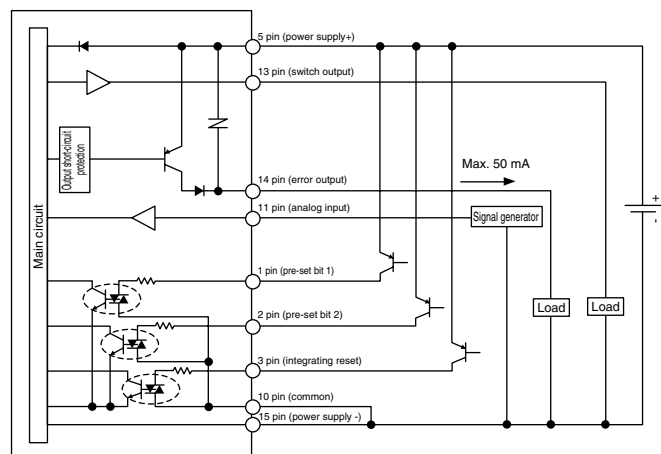 5 pin (power supply+)
13 pin (switch output)
Output short-circuit
protection
Max. 50 mA
14 pin (error output)
11 pin (analog input)
Signal generator
+
-
Main circuit
1 pin (pre-set bit 1)
2 pin (pre-set bit 2)
Load
Load
3 pin (integrating reset)
10 pin (common)
15 pin (power supply -)